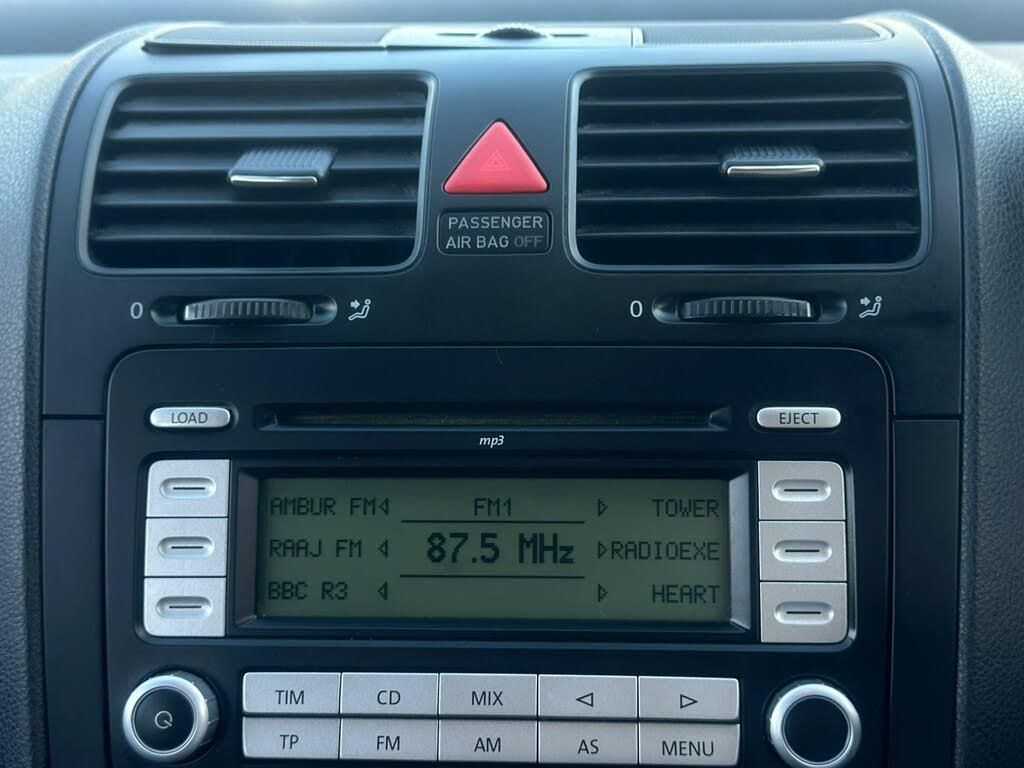 PASSENGER
AIR BAG OFF
0
0
LOAD
EJECT
mp3
AMBUR FM FM1 TOWER
RAAJ FM 87.5 MHz RADIOEXE
BBC R3 HEART
TIM CD MIX
TP FM AM AS MENU